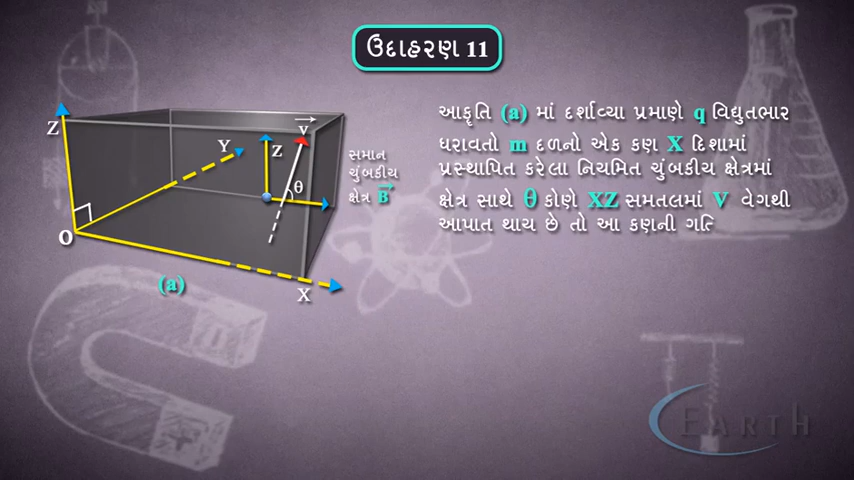 ઉદાહરણ 11
આકૃતિ (a) માં દર્શાવ્યા પ્રમાણે q વિદ્યુતભાર
ધરાવતો m દળનો એક કણ X દિશામાં
પ્રસ્થાપિત કરેલા નિયમિત ચુંબકીય ક્ષેત્રમાં
ક્ષેત્ર સાથે θ કોણે XZ સમતલમાં V વેગથી
આપાત થાય છે તો આ કણની ગતિ
Z
Y
Z
v
θ
સમાન
ચુંબકીય
ક્ષેત્ર B
O
X
(a)
EARTH